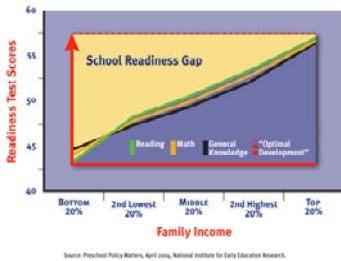 60
55
50
45
40
Readiness Test Scores
School Readiness Gap
Reading
Math
General
Knowledge
"Optimal
Development"
BOTTOM
20%
2nd Lowest
20%
MIDDLE
20%
2nd Highest
20%
TOP
20%
Family Income
Source: Preschool Policy Matters, April 2004, National Institute for Early Education Research.